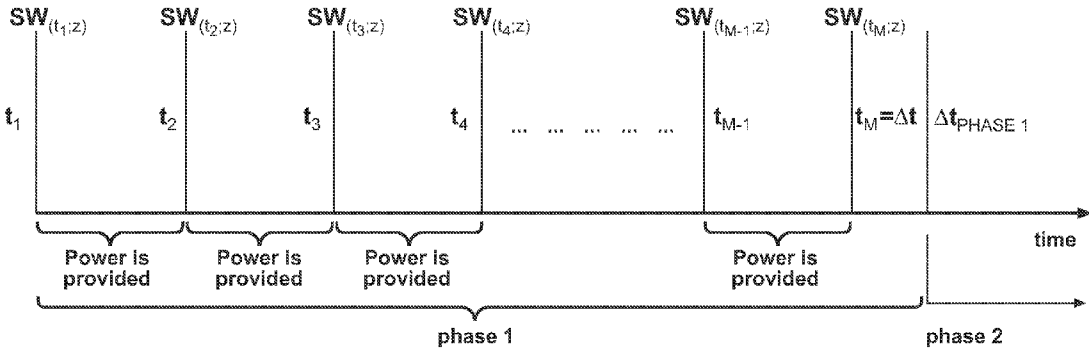 SW(t1;z) SW(t2;z) SW(t3;z) SW(t4;z) SW(tM-1;z) SW(tM;z)
t1 t2 t3 t4 ... ... ... ... ... tM-1 tM=Δt ΔtPHASE 1
time
Power is provided
Power is provided
Power is provided
Power is provided
phase 1 phase 2